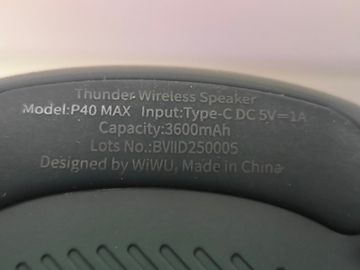 Thunder Wireless Speaker
Model:P40 MAX Input:Type-C DC 5V⎓1A
Capacity:3600mAh
Lots No.:BVIID25000S
Designed by WiWU, Made in China